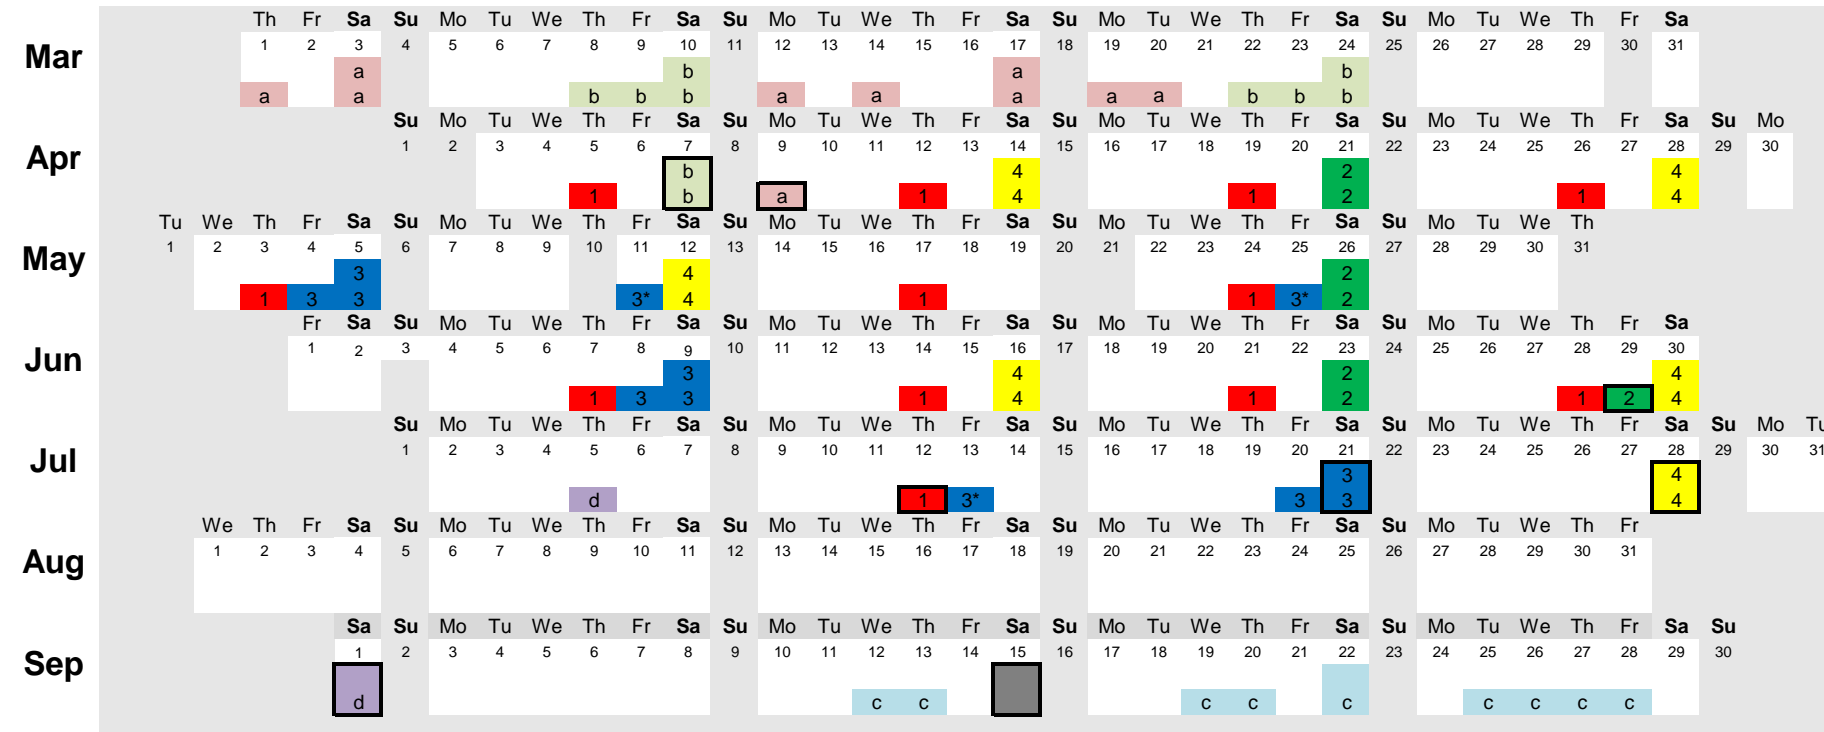 Th Fr Sa Su Mo Tu We Th Fr Sa Su Mo Tu We Th Fr Sa Su Mo Tu We Th Fr Sa Su Mo Tu We Th Fr Sa
Mar
1 2 3 4 5 6 7 8 9 10 11 12 13 14 15 16 17 18 19 20 21 22 23 24 25 26 27 28 29 30 31
a b a b
a a b b b a a a a a b b b
Su Mo Tu We Th Fr Sa Su Mo Tu We Th Fr Sa Su Mo Tu We Th Fr Sa Su Mo Tu We Th Fr Sa Su Mo
Apr
1 2 3 4 5 6 7 8 9 10 11 12 13 14 15 16 17 18 19 20 21 22 23 24 25 26 27 28 29 30
b 4 2 4
1 b a 1 4 1 2 1 4
Tu We Th Fr Sa Su Mo Tu We Th Fr Sa Su Mo Tu We Th Fr Sa Su Mo Tu We Th Fr Sa Su Mo Tu We Th
May
1 2 3 4 5 6 7 8 9 10 11 12 13 14 15 16 17 18 19 20 21 22 23 24 25 26 27 28 29 30 31
3 4 2
1 3 3 3* 4 1 1 3* 2
Fr Sa Su Mo Tu We Th Fr Sa Su Mo Tu We Th Fr Sa Su Mo Tu We Th Fr Sa Su Mo Tu We Th Fr Sa
Jun
1 2 3 4 5 6 7 8 9 10 11 12 13 14 15 16 17 18 19 20 21 22 23 24 25 26 27 28 29 30
3 4 2 4
1 3 3 1 4 1 2 1 2 4
Su Mo Tu We Th Fr Sa Su Mo Tu We Th Fr Sa Su Mo Tu We Th Fr Sa Su Mo Tu We Th Fr Sa Su Mo Tu
Jul
1 2 3 4 5 6 7 8 9 10 11 12 13 14 15 16 17 18 19 20 21 22 23 24 25 26 27 28 29 30 31
3 4
d 1 3* 3 3 4
We Th Fr Sa Su Mo Tu We Th Fr Sa Su Mo Tu We Th Fr Sa Su Mo Tu We Th Fr Sa Su Mo Tu We Th Fr
Aug
1 2 3 4 5 6 7 8 9 10 11 12 13 14 15 16 17 18 19 20 21 22 23 24 25 26 27 28 29 30 31
Sa Su Mo Tu We Th Fr Sa Su Mo Tu We Th Fr Sa Su Mo Tu We Th Fr Sa Su Mo Tu We Th Fr Sa Su
Sep
1 2 3 4 5 6 7 8 9 10 11 12 13 14 15 16 17 18 19 20 21 22 23 24 25 26 27 28 29 30
d c c c c c c c c c